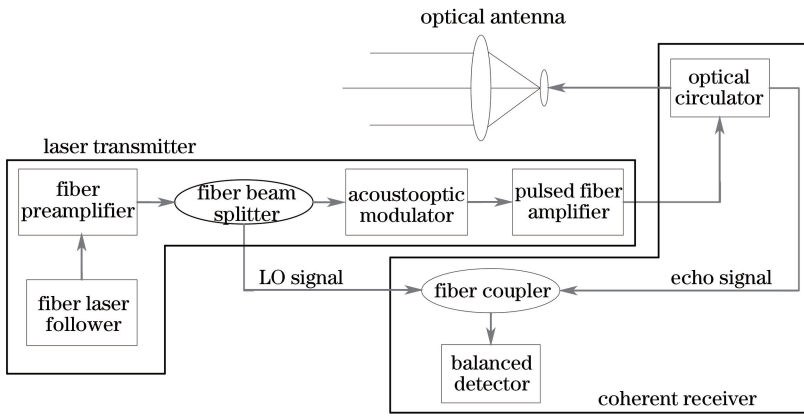 optical antenna
optical
circulator
laser transmitter
fiber
preamplifier
fiber beam
splitter
acoustooptic
modulator
pulsed fiber
amplifier
LO signal
echo signal
fiber laser
follower
fiber coupler
balanced
detector
coherent receiver